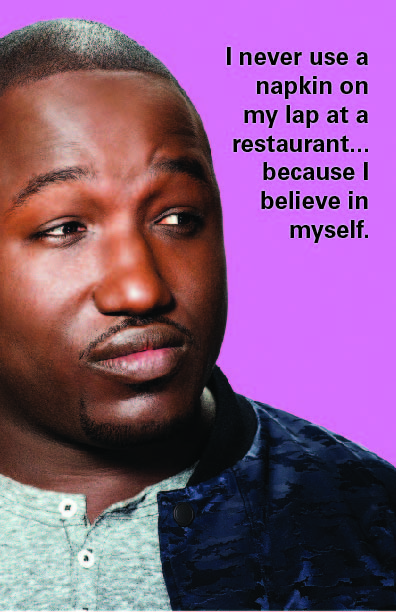 I never use a
napkin on
my lap at a
restaurant...
because I
believe in
myself.